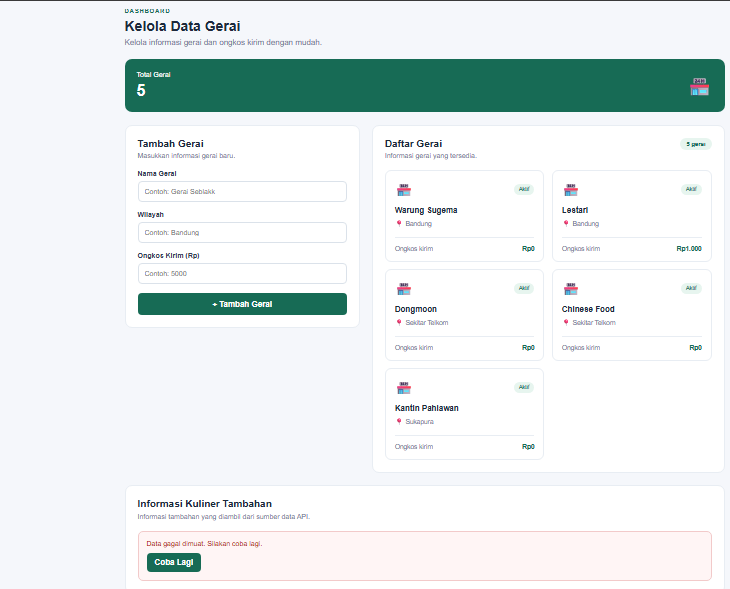 DASHBOARD
Kelola Data Gerai
Kelola informasi gerai dan ongkos kirim dengan mudah.
Total Gerai
5
Tambah Gerai
Masukkan informasi gerai baru.
Nama Gerai
Contoh: Gerai Seblakk
Wilayah
Contoh: Bandung
Ongkos Kirim (Rp)
Contoh: 5000
+ Tambah Gerai
Daftar Gerai
5 gerai
Informasi gerai yang tersedia.
Aktif
Warung Sugema
Bandung
Ongkos kirim Rp0
Aktif
Lestari
Bandung
Ongkos kirim Rp1.000
Aktif
Dongmoon
Sekitar Telkom
Ongkos kirim Rp0
Aktif
Chinese Food
Sekitar Telkom
Ongkos kirim Rp0
Aktif
Kantin Pahlawan
Sukapura
Ongkos kirim Rp0
Informasi Kuliner Tambahan
Informasi tambahan yang diambil dari sumber data API.
Data gagal dimuat. Silakan coba lagi.
Coba Lagi